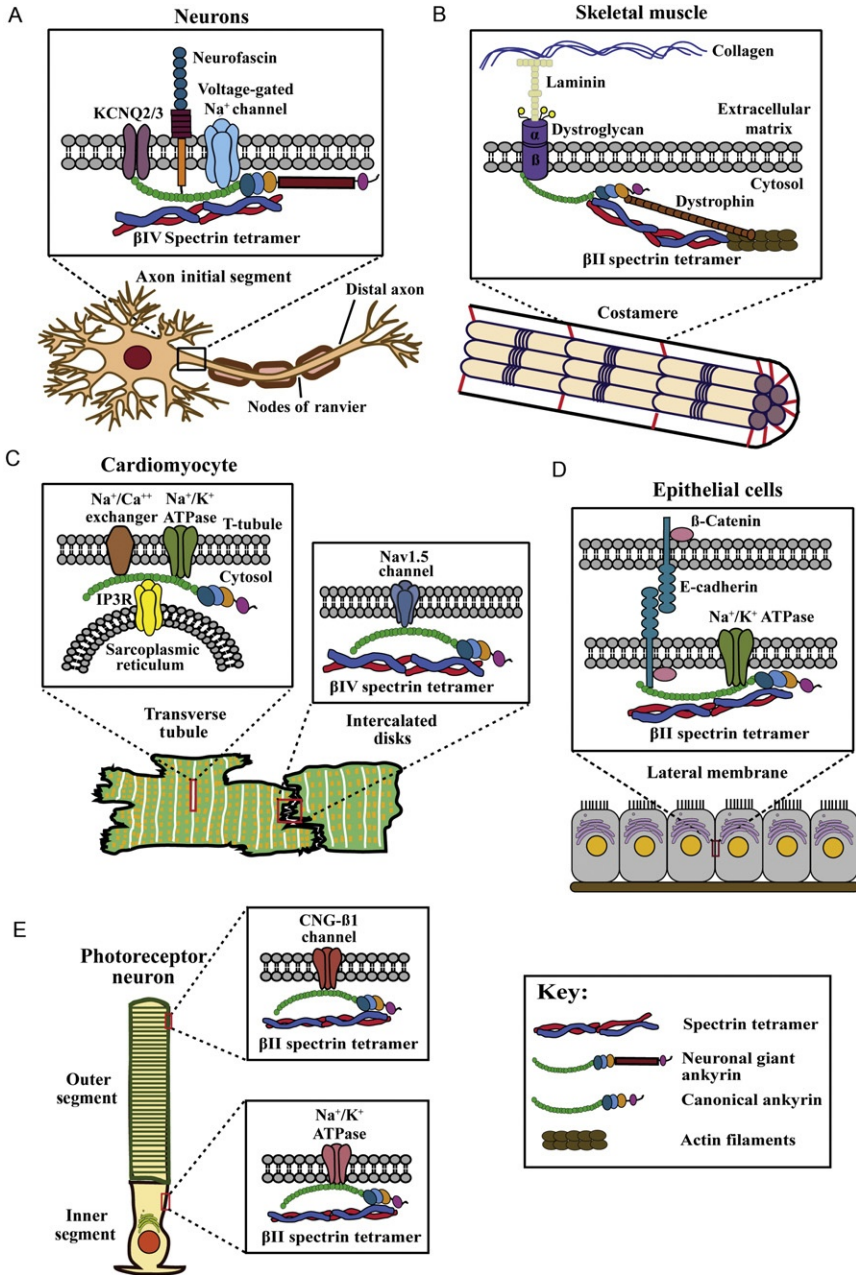 A
Neurons
Neurofascin
Voltage-gated
KCNQ2/3
Na⁺ channel
βIV Spectrin tetramer
Axon initial segment
Distal axon
Nodes of ranvier
B
Skeletal muscle
Collagen
Laminin
Extracellular
matrix
Dystroglycan
α
ß
Cytosol
Dystrophin
βII spectrin tetramer
Costamere
C
Cardiomyocyte
Na⁺/Ca⁺⁺
exchanger
Na⁺/K⁺
ATPase
T-tubule
Cytosol
IP3R
Sarcoplasmic
reticulum
Transverse
tubule
Nav1.5
channel
βIV spectrin tetramer
Intercalated
disks
D
Epithelial cells
ß-Catenin
E-cadherin
Na⁺/K⁺ ATPase
βII spectrin tetramer
Lateral membrane
E
Photoreceptor
neuron
Outer
segment
Inner
segment
CNG-ß1
channel
βII spectrin tetramer
Na⁺/K⁺
ATPase
βII spectrin tetramer
Key:
Spectrin tetramer
Neuronal giant
ankyrin
Canonical ankyrin
Actin filaments